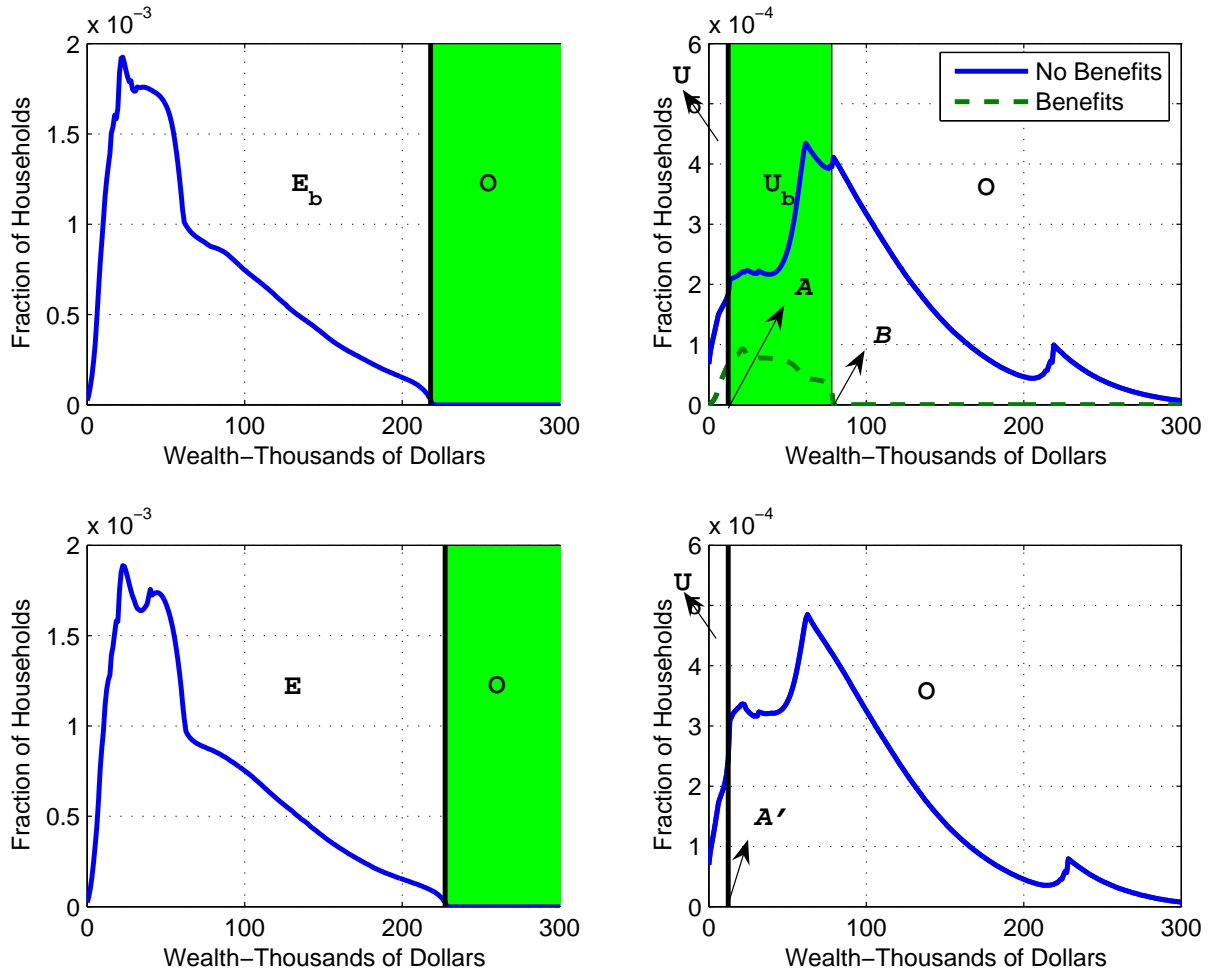 x 10−3
2
1.5
1
0.5
0
Fraction of Households
Eb
O
0 100 200 300
Wealth−Thousands of Dollars
x 10−4
6
5
4
3
2
1
0
Fraction of Households
U
No Benefits
Benefits
Ub
O
A
B
0 100 200 300
Wealth−Thousands of Dollars
x 10−3
2
1.5
1
0.5
0
Fraction of Households
E
O
0 100 200 300
Wealth−Thousands of Dollars
x 10−4
6
5
4
3
2
1
0
Fraction of Households
U
O
A′
0 100 200 300
Wealth−Thousands of Dollars